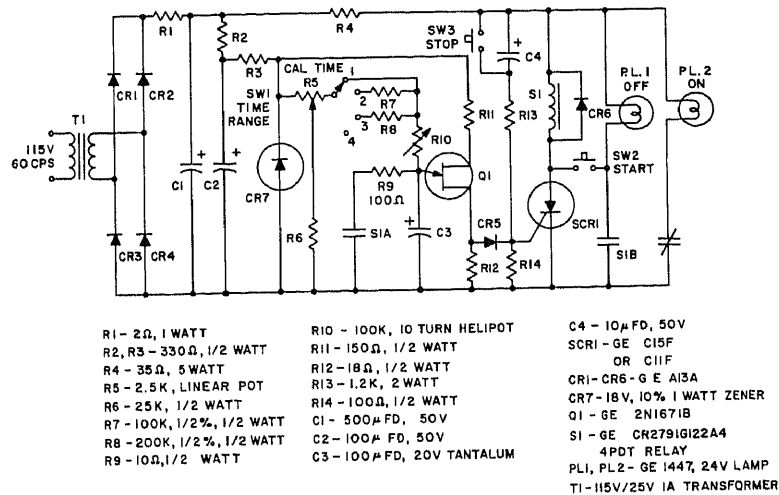 R1
R2
R3
R4
SW3
STOP
C4
CAL TIME
R5
1
SW1
TIME
RANGE
2
R7
3
R8
4
R10
R11
S1
R13
CR6
P.L.1
OFF
P.L.2
ON
CR1
CR2
T1
115V
60 CPS
C1
C2
CR7
R9
100Ω
Q1
SW2
START
SCR1
R6
S1A
C3
CR5
R12
R14
S1B
CR3
CR4
R1-2Ω, 1 WATT
R2, R3-330Ω, 1/2 WATT
R4-35Ω, 5 WATT
R5-2.5K, LINEAR POT
R6-25K, 1/2 WATT
R7-100K, 1/2%, 1/2 WATT
R8-200K, 1/2%, 1/2 WATT
R9-10Ω, 1/2 WATT
R10-100K, 10 TURN HELIPOT
R11-150Ω, 1/2 WATT
R12-18Ω, 1/2 WATT
R13-1.2K, 2 WATT
R14-100Ω, 1/2 WATT
C1-500μFD, 50V
C2-100μ FD, 50V
C3-100μFD, 20V TANTALUM
C4-10μFD, 50V
SCR1-GE C15F
OR C11F
CR1-CR6-G E A13A
CR7-18V, 10% 1 WATT ZENER
Q1-GE 2N1671B
S1-GE CR2791G122A4
4PDT RELAY
PL1, PL2-GE 1447, 24V LAMP
T1-115V/25V 1A TRANSFORMER